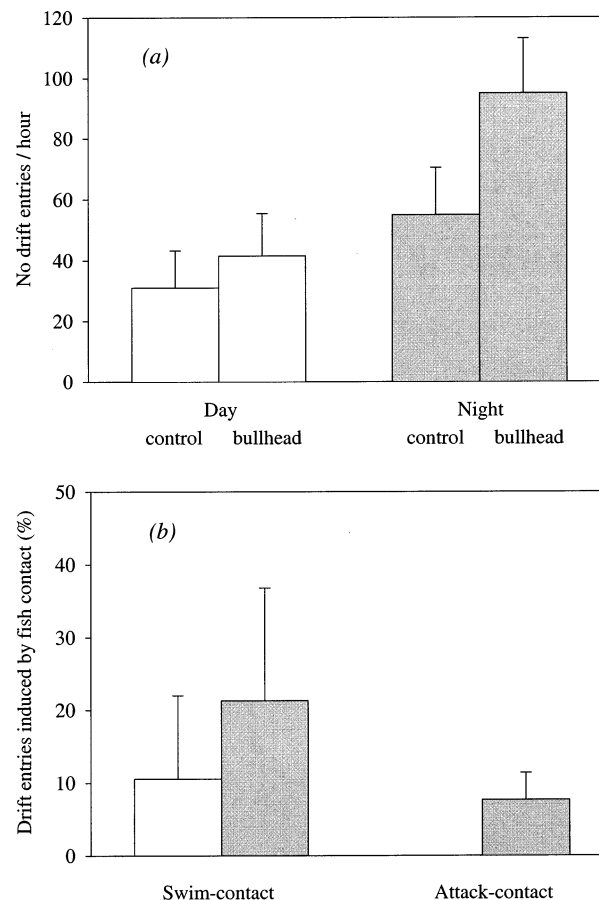 120
(a)
100
80
60
40
20
0
No drift entries / hour
Day Night
control bullhead control bullhead
50
(b)
40
30
20
10
0
Drift entries induced by fish contact (%)
Swim-contact Attack-contact